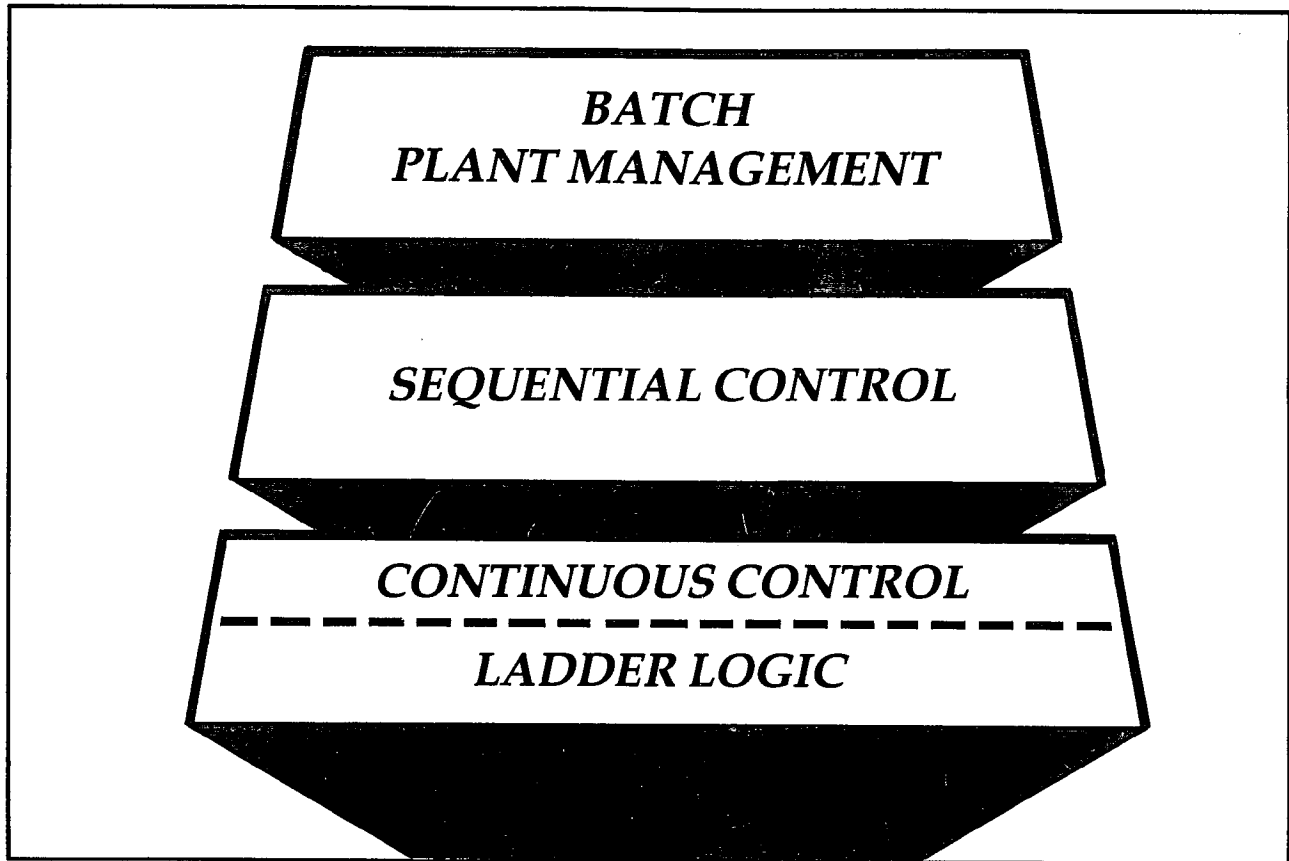 BATCH
PLANT MANAGEMENT
SEQUENTIAL CONTROL
CONTINUOUS CONTROL
LADDER LOGIC